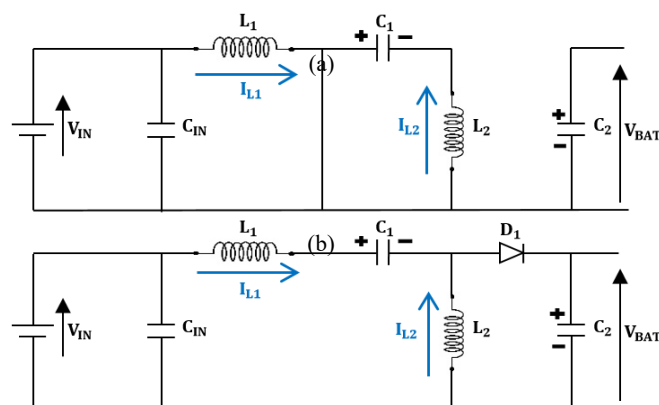 L1 C1
(a)
IL1
VIN CIN IL2 L2 + - C2 VBAT
+ -
L1 (b) C1 D1
+ -
IL1
VIN CIN IL2 L2 + - C2 VBAT